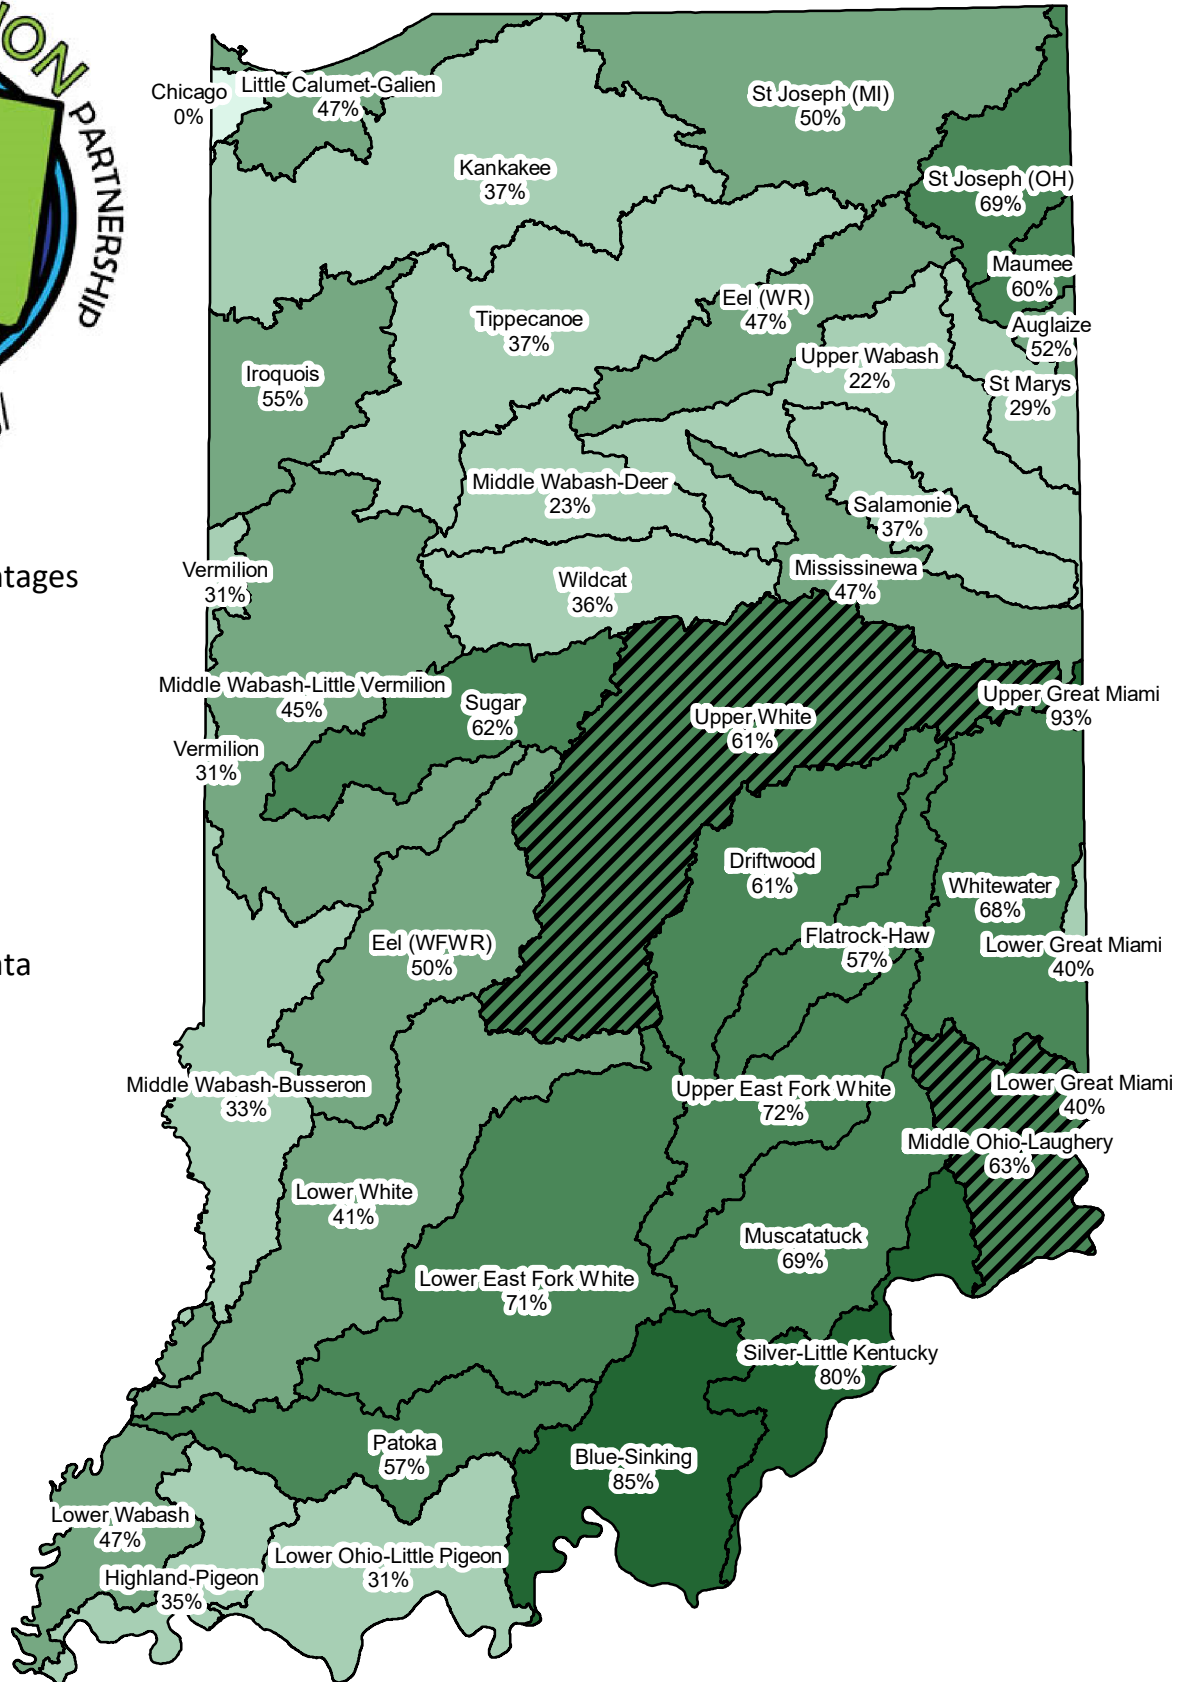 PARTNERSHIP
Chicago
0%
Little Calumet-Galien
47%
St Joseph (MI)
50%
Kankakee
37%
St Joseph (OH)
69%
Maumee
60%
Eel (WR)
47%
Tippecanoe
37%
Auglaize
52%
Upper Wabash
22%
Iroquois
55%
St Marys
29%
Middle Wabash-Deer
23%
Salamonie
37%
Vermilion
31%
Wildcat
36%
Mississinewa
47%
Middle Wabash-Little Vermilion
45%
Sugar
62%
Upper White
61%
Upper Great Miami
93%
Vermilion
31%
Driftwood
61%
Whitewater
68%
Eel (WFWR)
50%
Flatrock-Haw
57%
Lower Great Miami
40%
Middle Wabash-Busseron
33%
Upper East Fork White
72%
Lower Great Miami
40%
Middle Ohio-Laughery
63%
Lower White
41%
Muscatatuck
69%
Lower East Fork White
71%
Silver-Little Kentucky
80%
Patoka
57%
Blue-Sinking
85%
Lower Wabash
47%
Lower Ohio-Little Pigeon
31%
Highland-Pigeon
35%